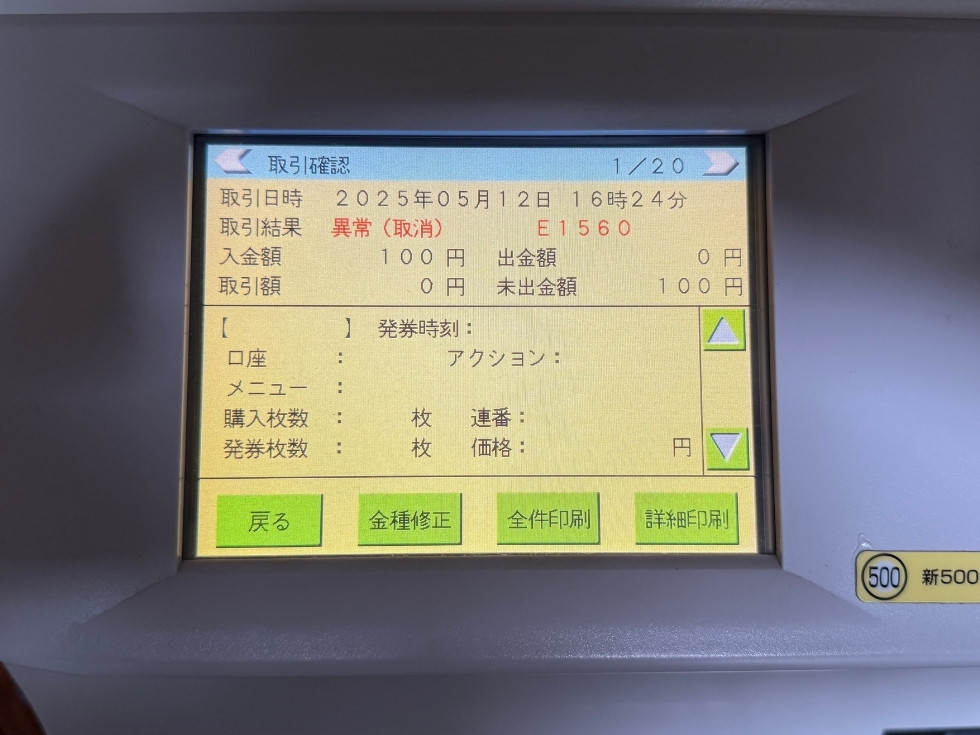 取引確認 1／20
取引日時 2025年05月12日 16時24分
取引結果 異常（取消） E1560
入金額 100円 出金額 0円
取引額 0円 未出金額 100円
【 】 発券時刻：
口座 ： アクション：
メニュー ：
購入枚数 ： 枚 連番：
発券枚数 ： 枚 価格： 円
戻る 金種修正 全件印刷 詳細印刷
500 新500